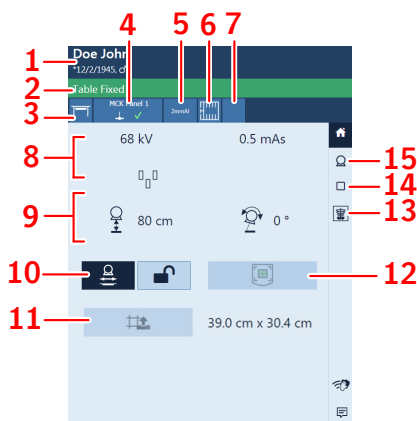 4 5 6 7
1 Doe John
*12/2/1945, ♂
2 Table Fixed
3 MCK Panel 1 ✓ 2mmAl
8 68 kV 0.5 mAs
15
14
13
9 80 cm 0 °
10 12
11 39.0 cm x 30.4 cm